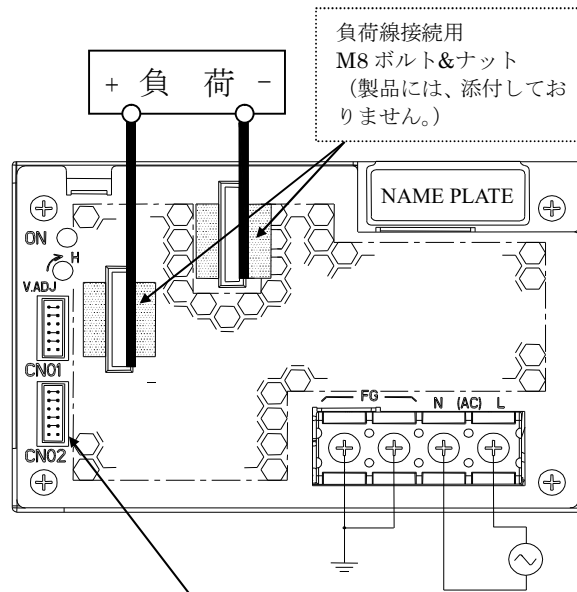 負荷線接続用
M8 ボルト&ナット
（製品には、添付してお
りません。）
+ 負 荷 -
NAME PLATE
ON
H
V.ADJ
CN01
CN02
FG N (AC) L